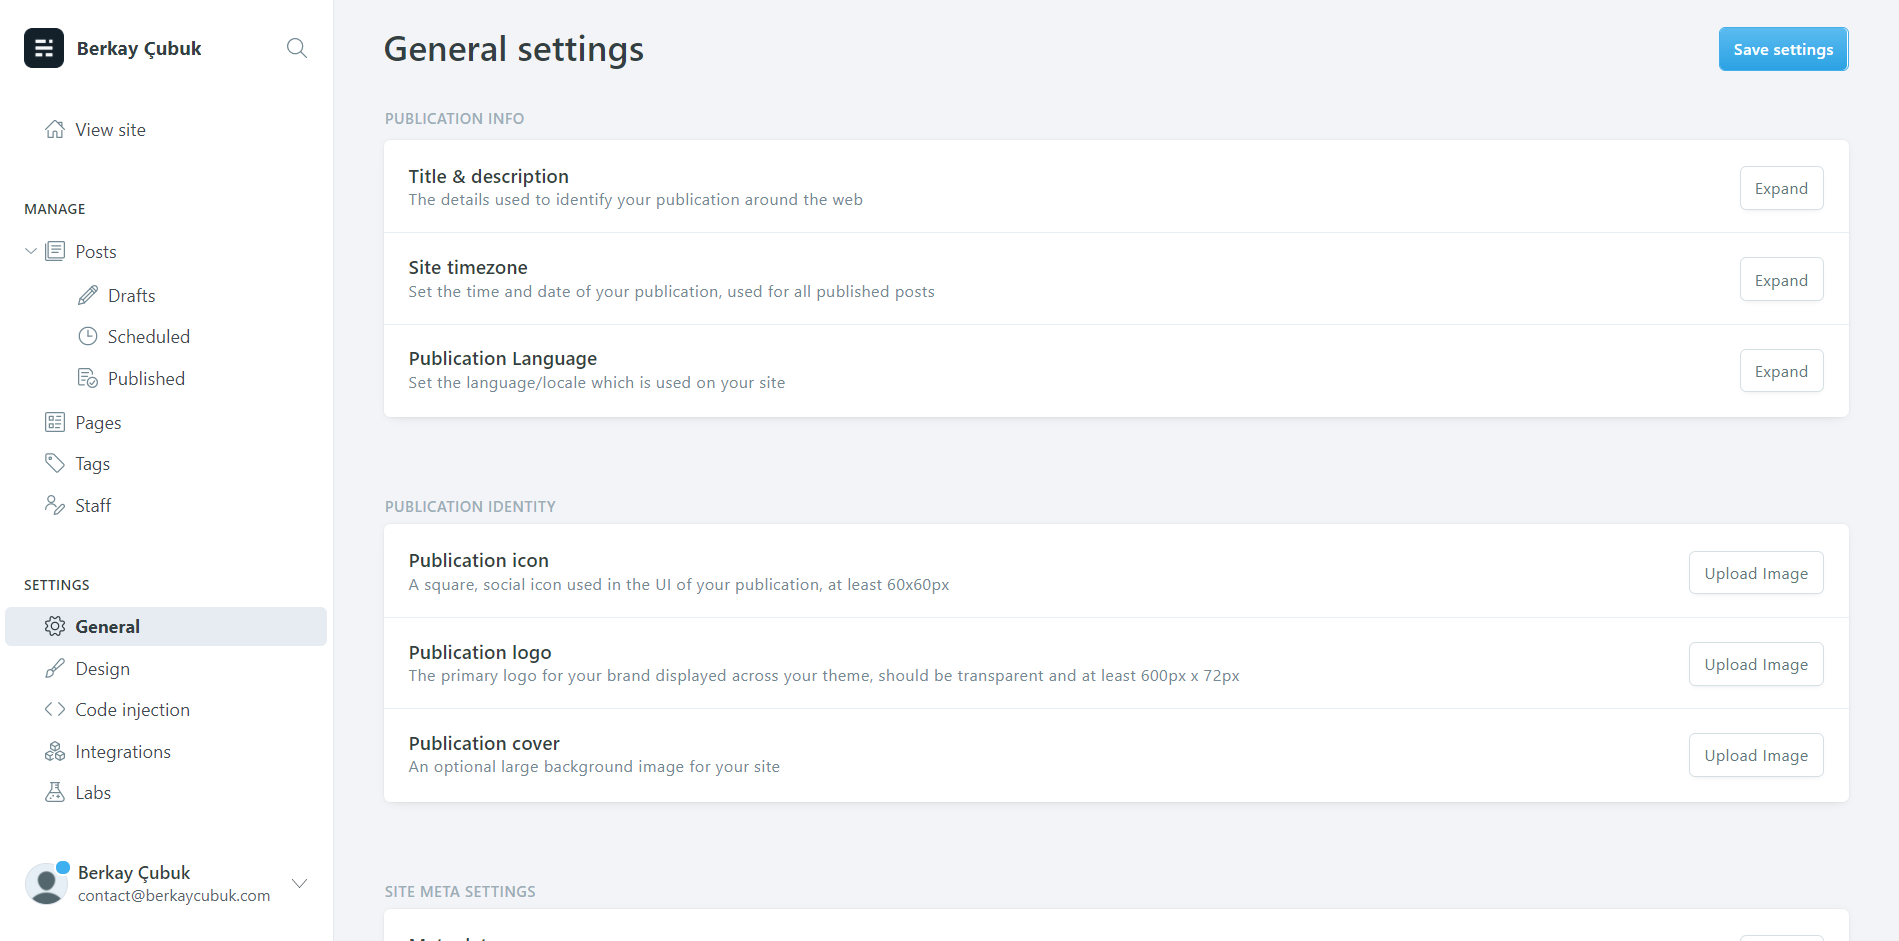 Berkay Çubuk
View site
MANAGE
Posts
Drafts
Scheduled
Published
Pages
Tags
Staff
SETTINGS
General
Design
Code injection
Integrations
Labs
Berkay Çubuk
contact@berkaycubuk.com
General settings
Save settings
PUBLICATION INFO
Title & description
The details used to identify your publication around the web
Expand
Site timezone
Set the time and date of your publication, used for all published posts
Expand
Publication Language
Set the language/locale which is used on your site
Expand
PUBLICATION IDENTITY
Publication icon
A square, social icon used in the UI of your publication, at least 60x60px
Upload Image
Publication logo
The primary logo for your brand displayed across your theme, should be transparent and at least 600px x 72px
Upload Image
Publication cover
An optional large background image for your site
Upload Image
SITE META SETTINGS